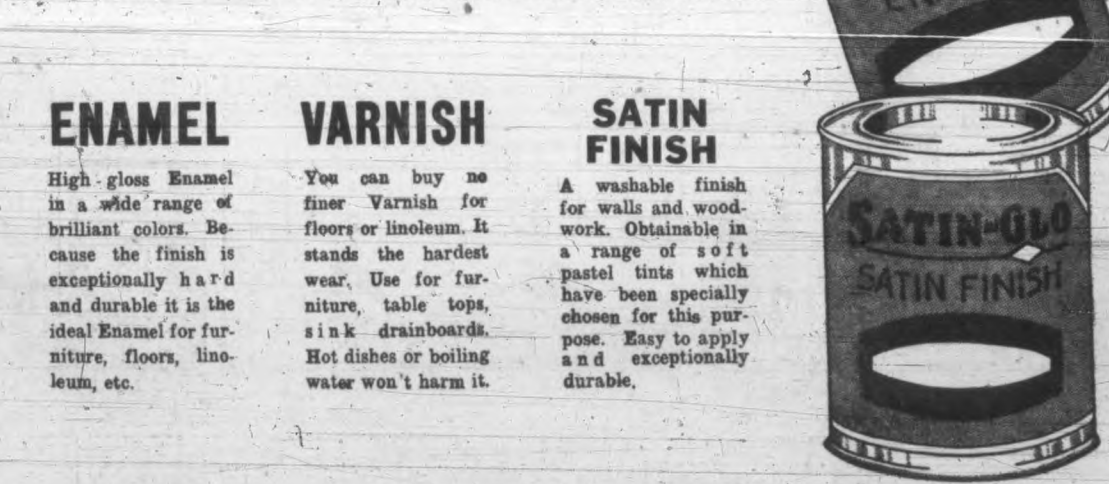 ENAMEL
High gloss Enamel
in a wide range of
brilliant colors. Be-
cause the finish is
exceptionally hard
and durable it is the
ideal Enamel for fur-
niture, floors, lino-
leum, etc.
VARNISH
You can buy no
finer Varnish for
floors or linoleum. It
stands the hardest
wear. Use for fur-
niture, table tops,
sink drainboards.
Hot dishes or boiling
water won't harm it.
SATIN
FINISH
A washable finish
for walls and wood-
work. Obtainable in
a range of soft
pastel tints which
have been specially
chosen for this pur-
pose. Easy to apply
and exceptionally
durable.
SATIN-GLO
SATIN FINISH